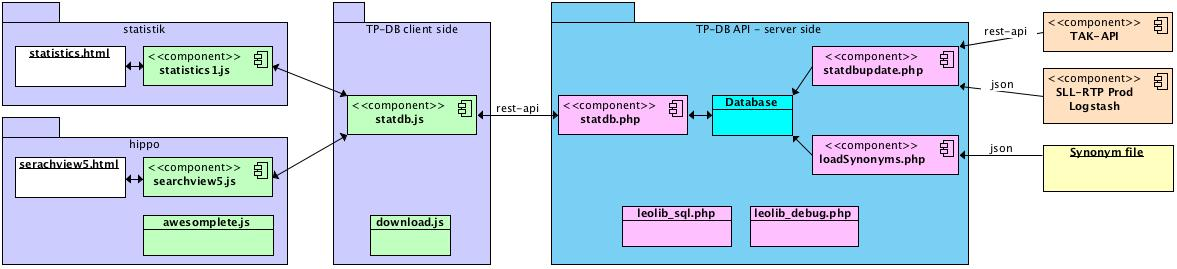 statistik
statistics.html
<<component>>
statistics1.js
hippo
serachview5.html
<<component>>
searchview5.js
awesomplete.js
TP-DB client side
<<component>>
statdb.js
download.js
rest-api
TP-DB API - server side
<<component>>
statdb.php
Database
<<component>>
statdbupdate.php
<<component>>
loadSynonyms.php
leolib_sql.php
leolib_debug.php
rest-api
<<component>>
TAK-API
json
<<component>>
SLL-RTP Prod
Logstash
json
Synonym file